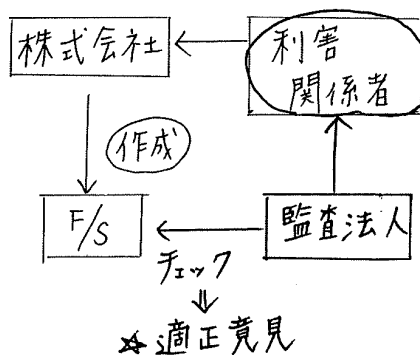 株式会社
利害
関係者
作成
F/S
監査法人
チェック
☆適正意見